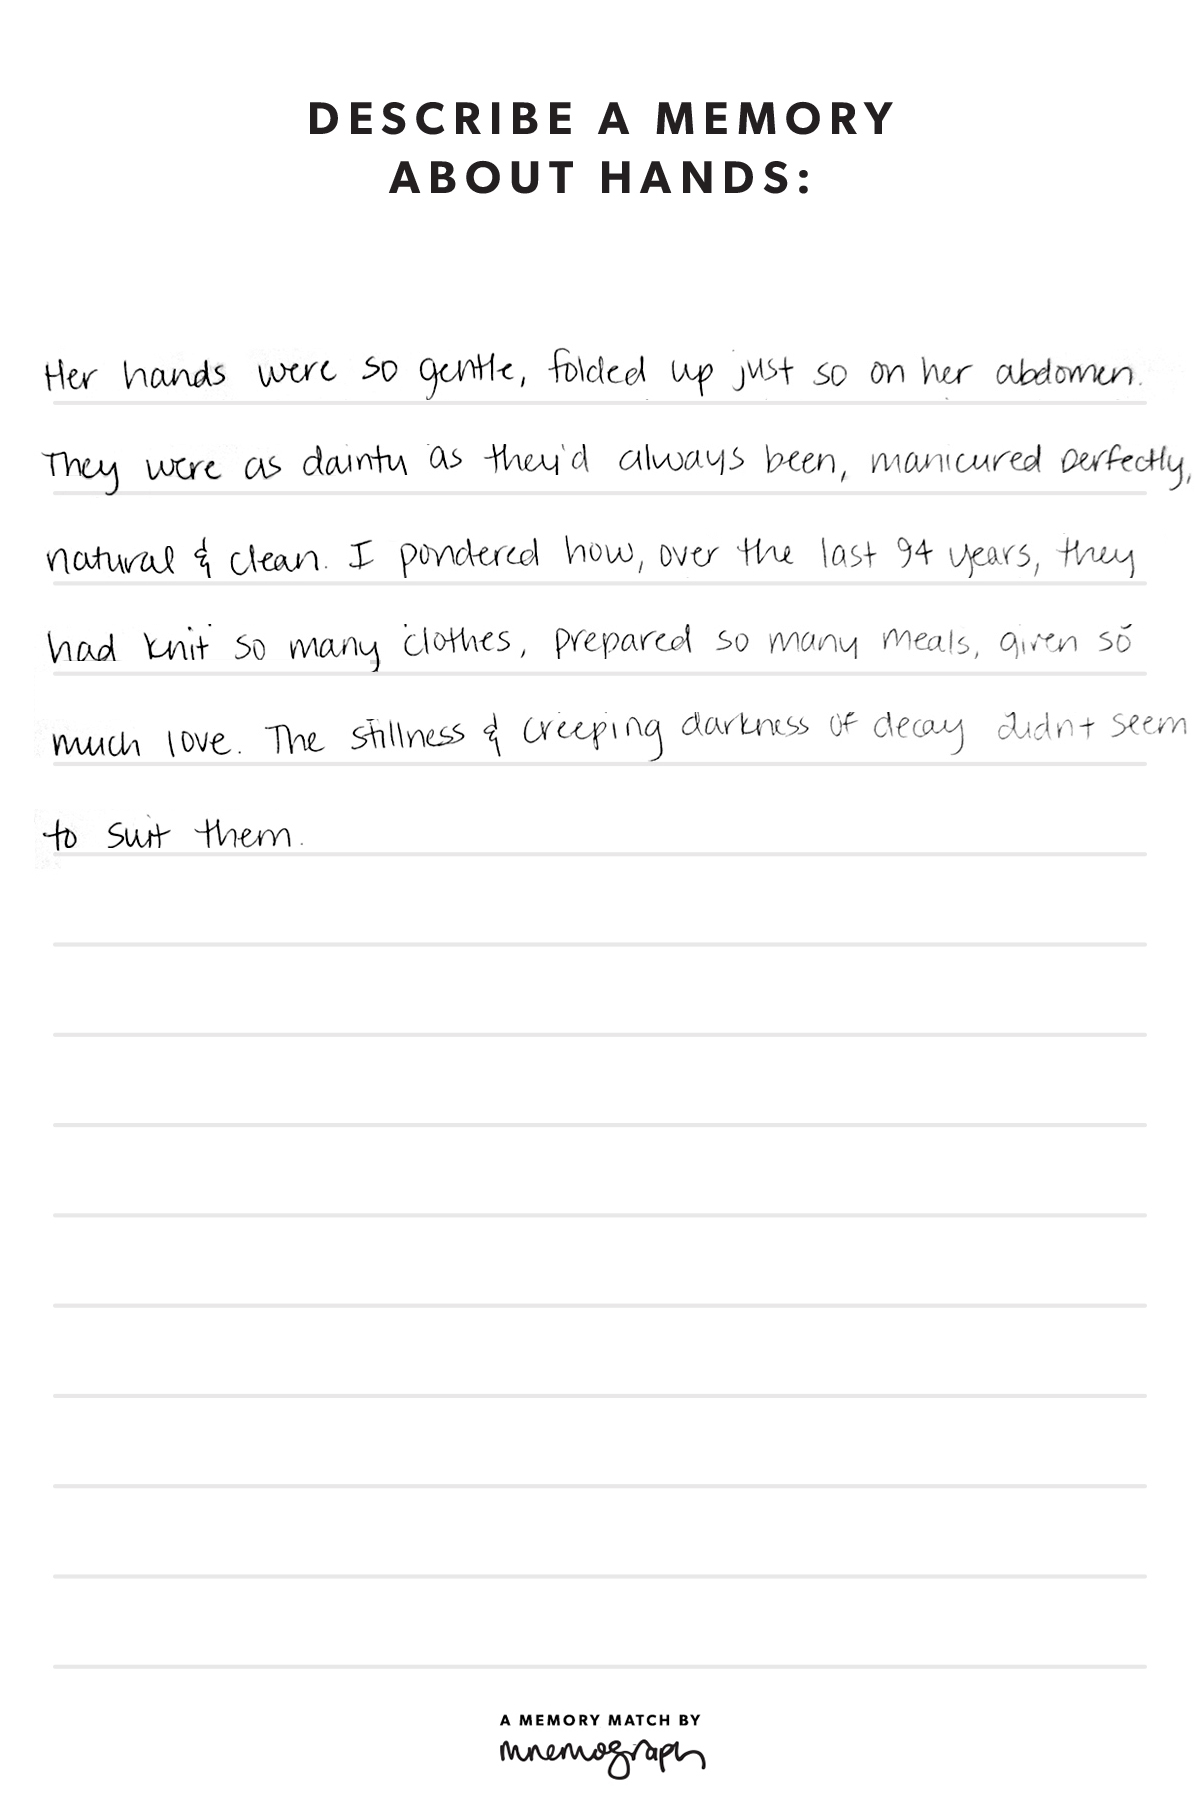 DESCRIBE A MEMORY
ABOUT HANDS:
Her hands were so gentle, folded up just so on her abdomen.
They were as dainty as they'd always been, manicured perfectly,
natural & clean. I pondered how, over the last 94 years, they
had knit so many clothes, prepared so many meals, given so
much love. The stillness & creeping darkness of decay didn't seem
to suit them.
A MEMORY MATCH BY
mnemograph